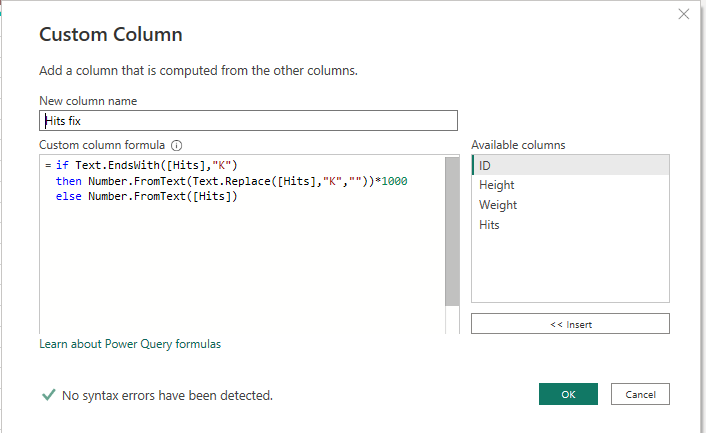 Custom Column
Add a column that is computed from the other columns.
New column name
Hits fix
Custom column formula
= if Text.EndsWith([Hits],"K")
then Number.FromText(Text.Replace([Hits],"K",""))*1000
else Number.FromText([Hits])
Available columns
ID
Height
Weight
Hits
<< Insert
Learn about Power Query formulas
No syntax errors have been detected.
OK
Cancel